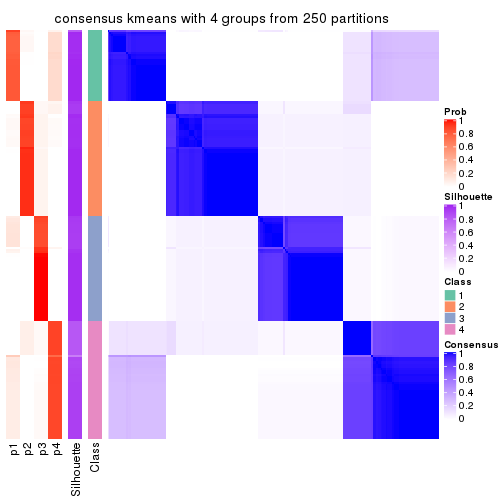 consensus kmeans with 4 groups from 250 partitions
Prob
1
0.8
0.6
0.4
0.2
0
Silhouette
1
0.8
0.6
0.4
0.2
0
Class
1
2
3
4
Consensus
1
0.8
0.6
0.4
0.2
0
p1
p2
p3
p4
Silhouette
Class